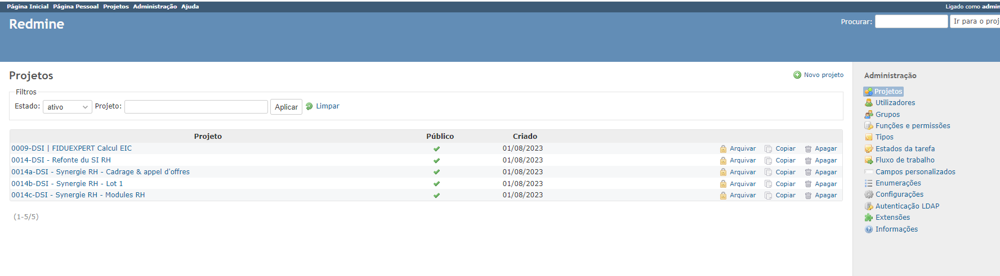 Página Inicial Página Pessoal Projetos Administração Ajuda
Ligado como admin
Redmine
Procurar:
Ir para o proj
Projetos
Novo projeto
Filtros
Estado: ativo Projeto: Aplicar Limpar
Projeto Público Criado
0009-DSI | FIDUEXPERT Calcul EIC 01/08/2023 Arquivar Copiar Apagar
0014-DSI - Refonte du SI RH 01/08/2023 Arquivar Copiar Apagar
0014a-DSI - Synergie RH - Cadrage & appel d'offres 01/08/2023 Arquivar Copiar Apagar
0014b-DSI - Synergie RH - Lot 1 01/08/2023 Arquivar Copiar Apagar
0014c-DSI - Synergie RH - Modules RH 01/08/2023 Arquivar Copiar Apagar
(1-5/5)
Administração
Projetos
Utilizadores
Grupos
Funções e permissões
Tipos
Estados da tarefa
Fluxo de trabalho
Campos personalizados
Enumerações
Configurações
Autenticação LDAP
Extensões
Informações